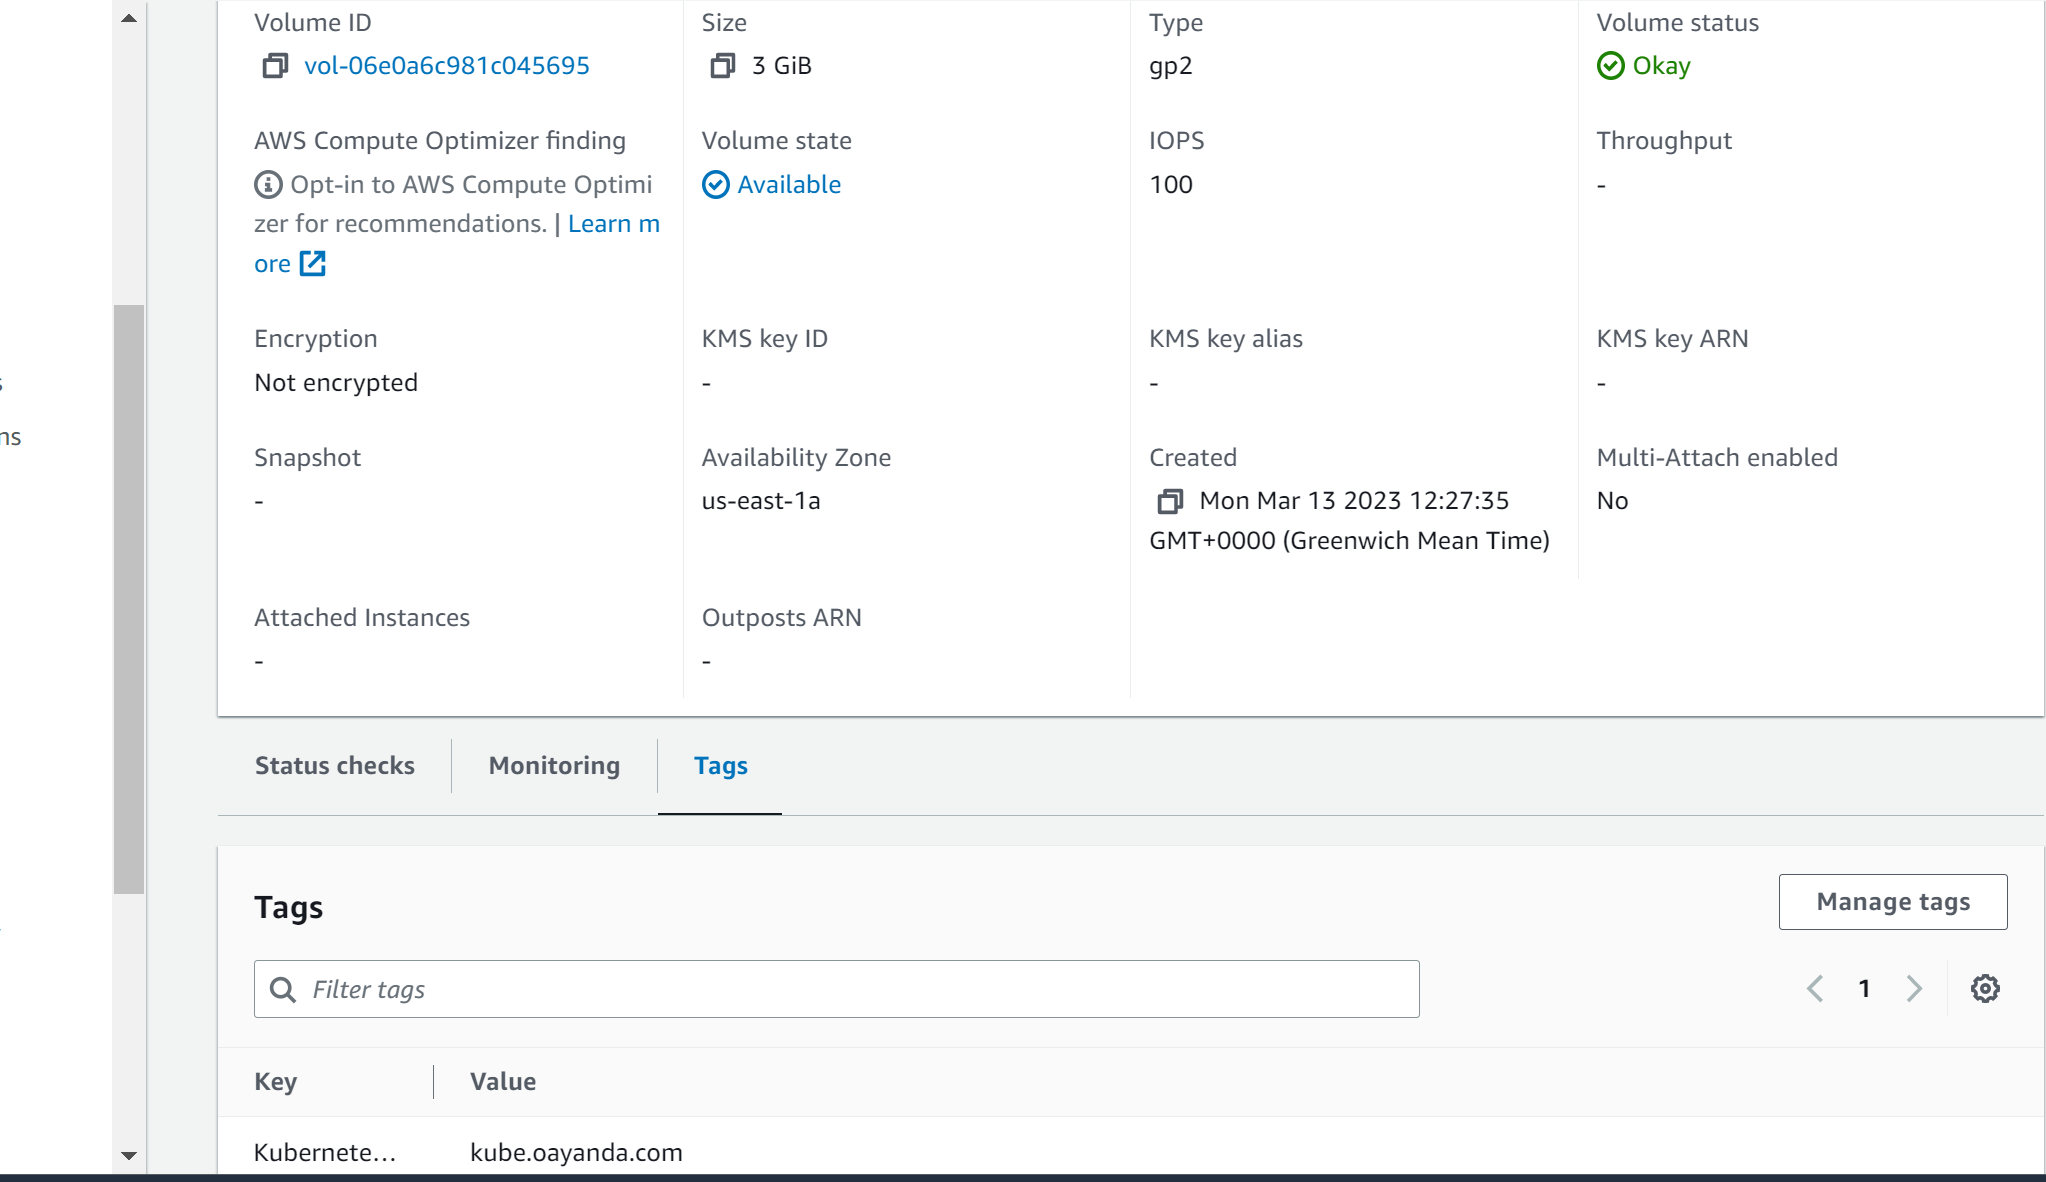 Volume ID
vol-06e0a6c981c045695
Size
3 GiB
Type
gp2
Volume status
Okay
AWS Compute Optimizer finding
Opt-in to AWS Compute Optimi
zer for recommendations. | Learn m
ore
Volume state
Available
IOPS
100
Throughput
-
Encryption
Not encrypted
KMS key ID
-
KMS key alias
-
KMS key ARN
-
Snapshot
-
Availability Zone
us-east-1a
Created
Mon Mar 13 2023 12:27:35
GMT+0000 (Greenwich Mean Time)
Multi-Attach enabled
No
Attached Instances
-
Outposts ARN
-
Status checks
Monitoring
Tags
Tags
Manage tags
Filter tags
1
Key
Value
Kubernete...
kube.oayanda.com